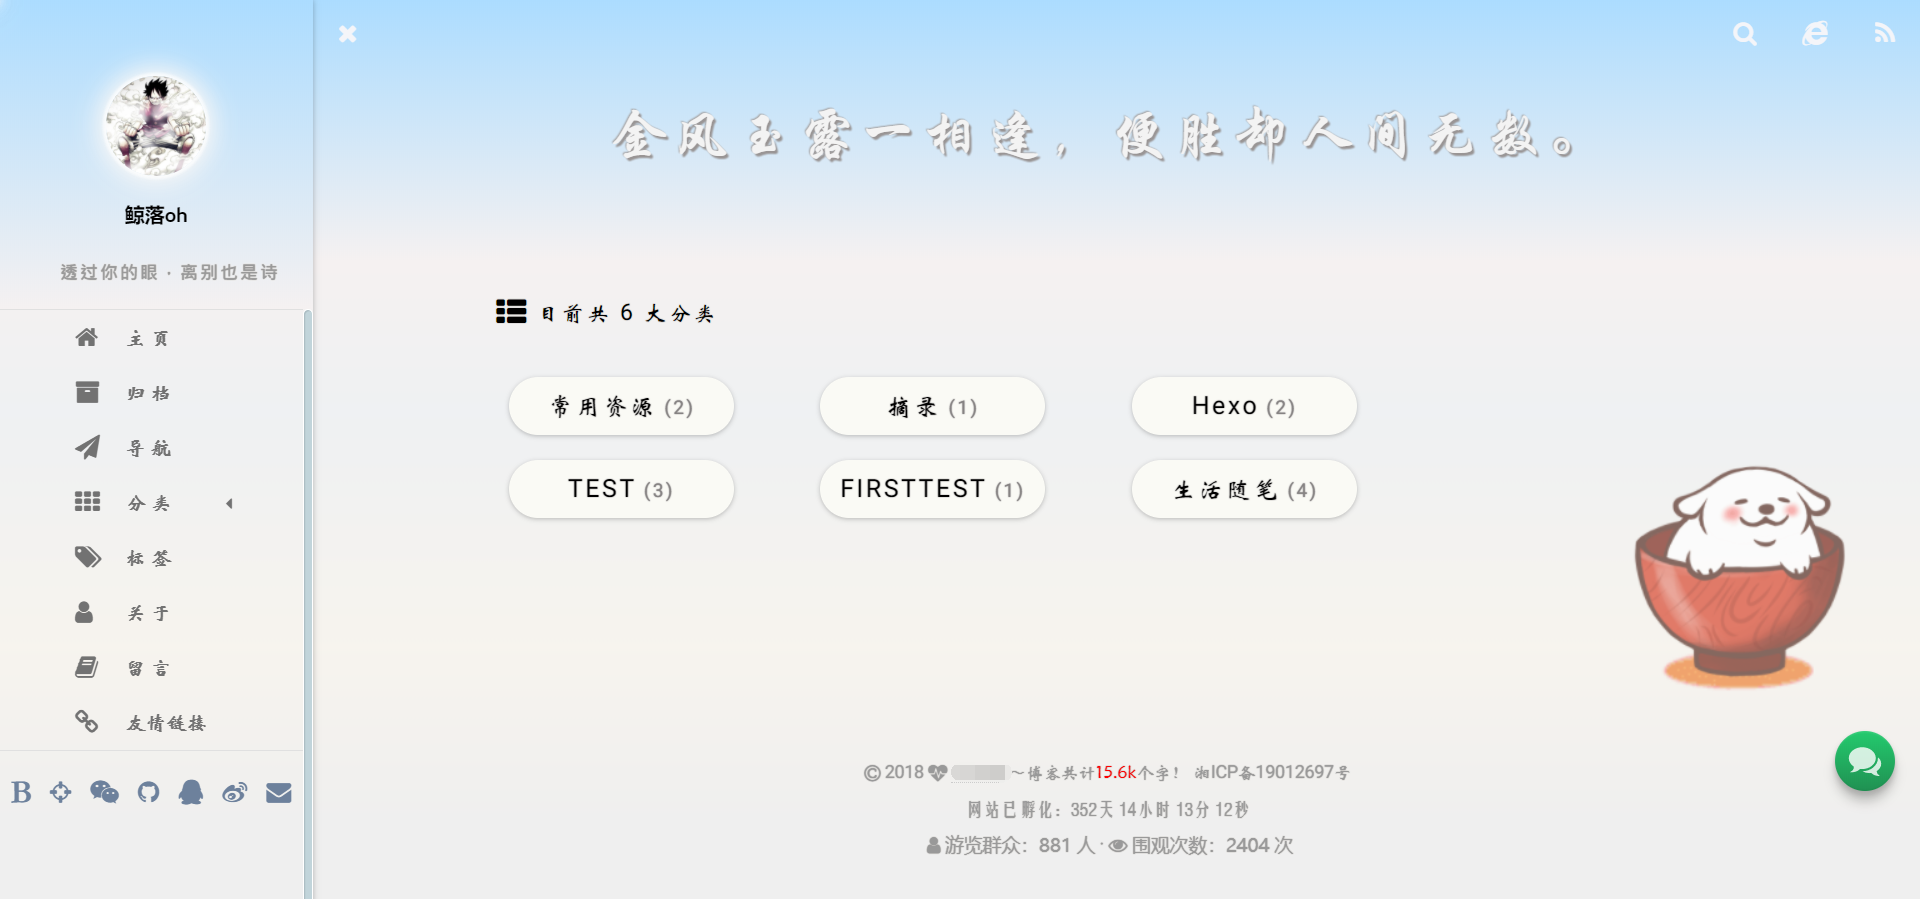 鲸落oh
透过你的眼 · 离别也是诗
主页
归档
导航
分类
标签
关于
留言
友情链接
金风玉露一相逢，便胜却人间无数。
目前共 6 大分类
常用资源 (2)
摘录 (1)
Hexo (2)
TEST (3)
FIRSTTEST (1)
生活随笔 (4)
© 2018 ～博客共计15.6k个字！ 湘ICP备19012697号
网站已孵化：352天 14小时 13分 12秒
游览群众：881 人 · 围观次数：2404 次